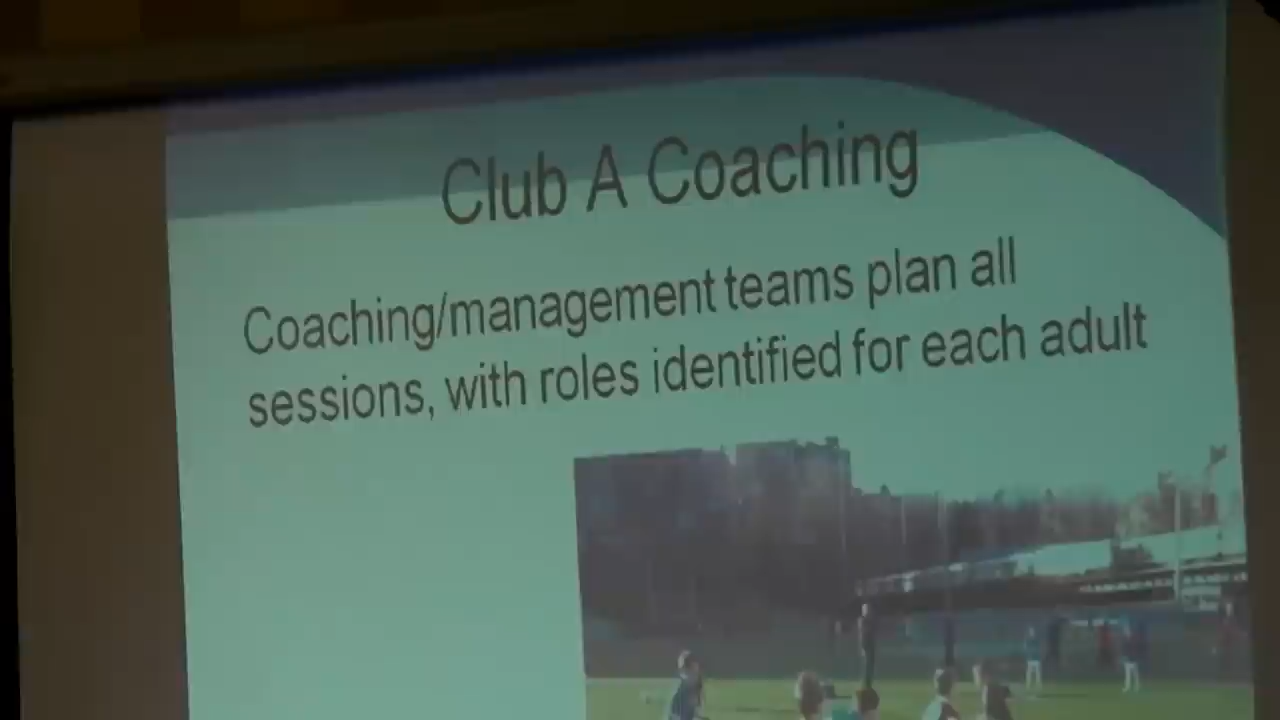 Club A Coaching
Coaching/management teams plan all
sessions, with roles identified for each adult